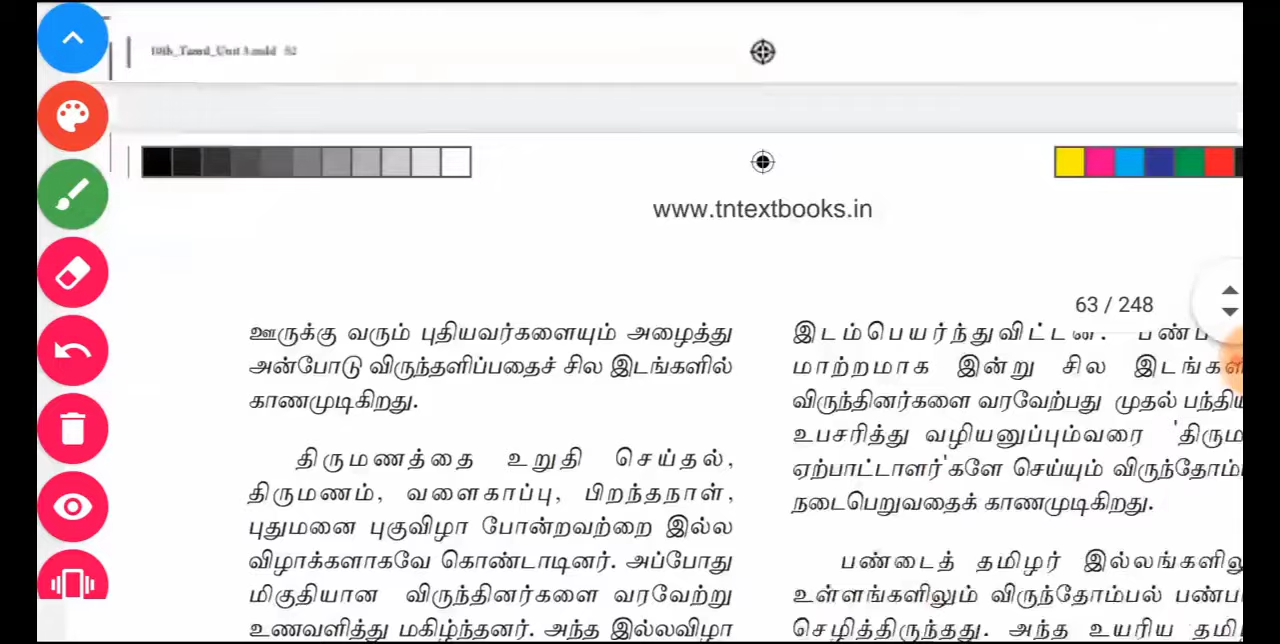 10th_Tamil_Unit 3.indd 52
www.tntextbooks.in
63 / 248
ஊருக்கு வரும் புதியவர்களையும் அழைத்து
அன்போடு விருந்தளிப்பதைச் சில இடங்களில்
காணமுடிகிறது.
திருமணத்தை உறுதி செய்தல்,
திருமணம், வளைகாப்பு, பிறந்தநாள்,
புதுமனை புகுவிழா போன்றவற்றை இல்ல
விழாக்களாகவே கொண்டாடினர். அப்போது
மிகுதியான விருந்தினர்களை வரவேற்று
உணவளித்து மகிழ்ந்தனர். அந்த இல்லவிழா
இடம்பெயர்ந்துவிட்டன.
மாற்றமாக இன்று சில
விருந்தினர்களை வரவேற்பது முதல்
உபசரித்து வழியனுப்பும்வரை
ஏற்பாட்டாளர்'களே செய்யும்
நடைபெறுவதைக் காணமுடிகிறது.
பண்டைத் தமிழர்
உள்ளங்களிலும் விருந்தோம்பல்
செழித்திருந்தது. அந்த உயரிய